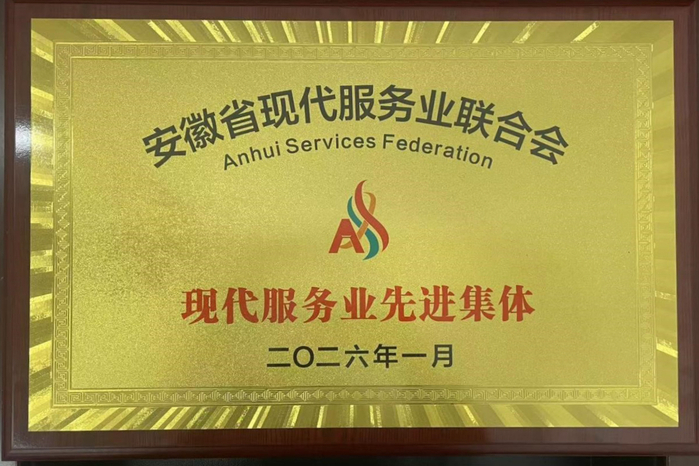 安徽省现代服务业联合会
Anhui Services Federation
A
现代服务业先进集体
二〇二六年一月